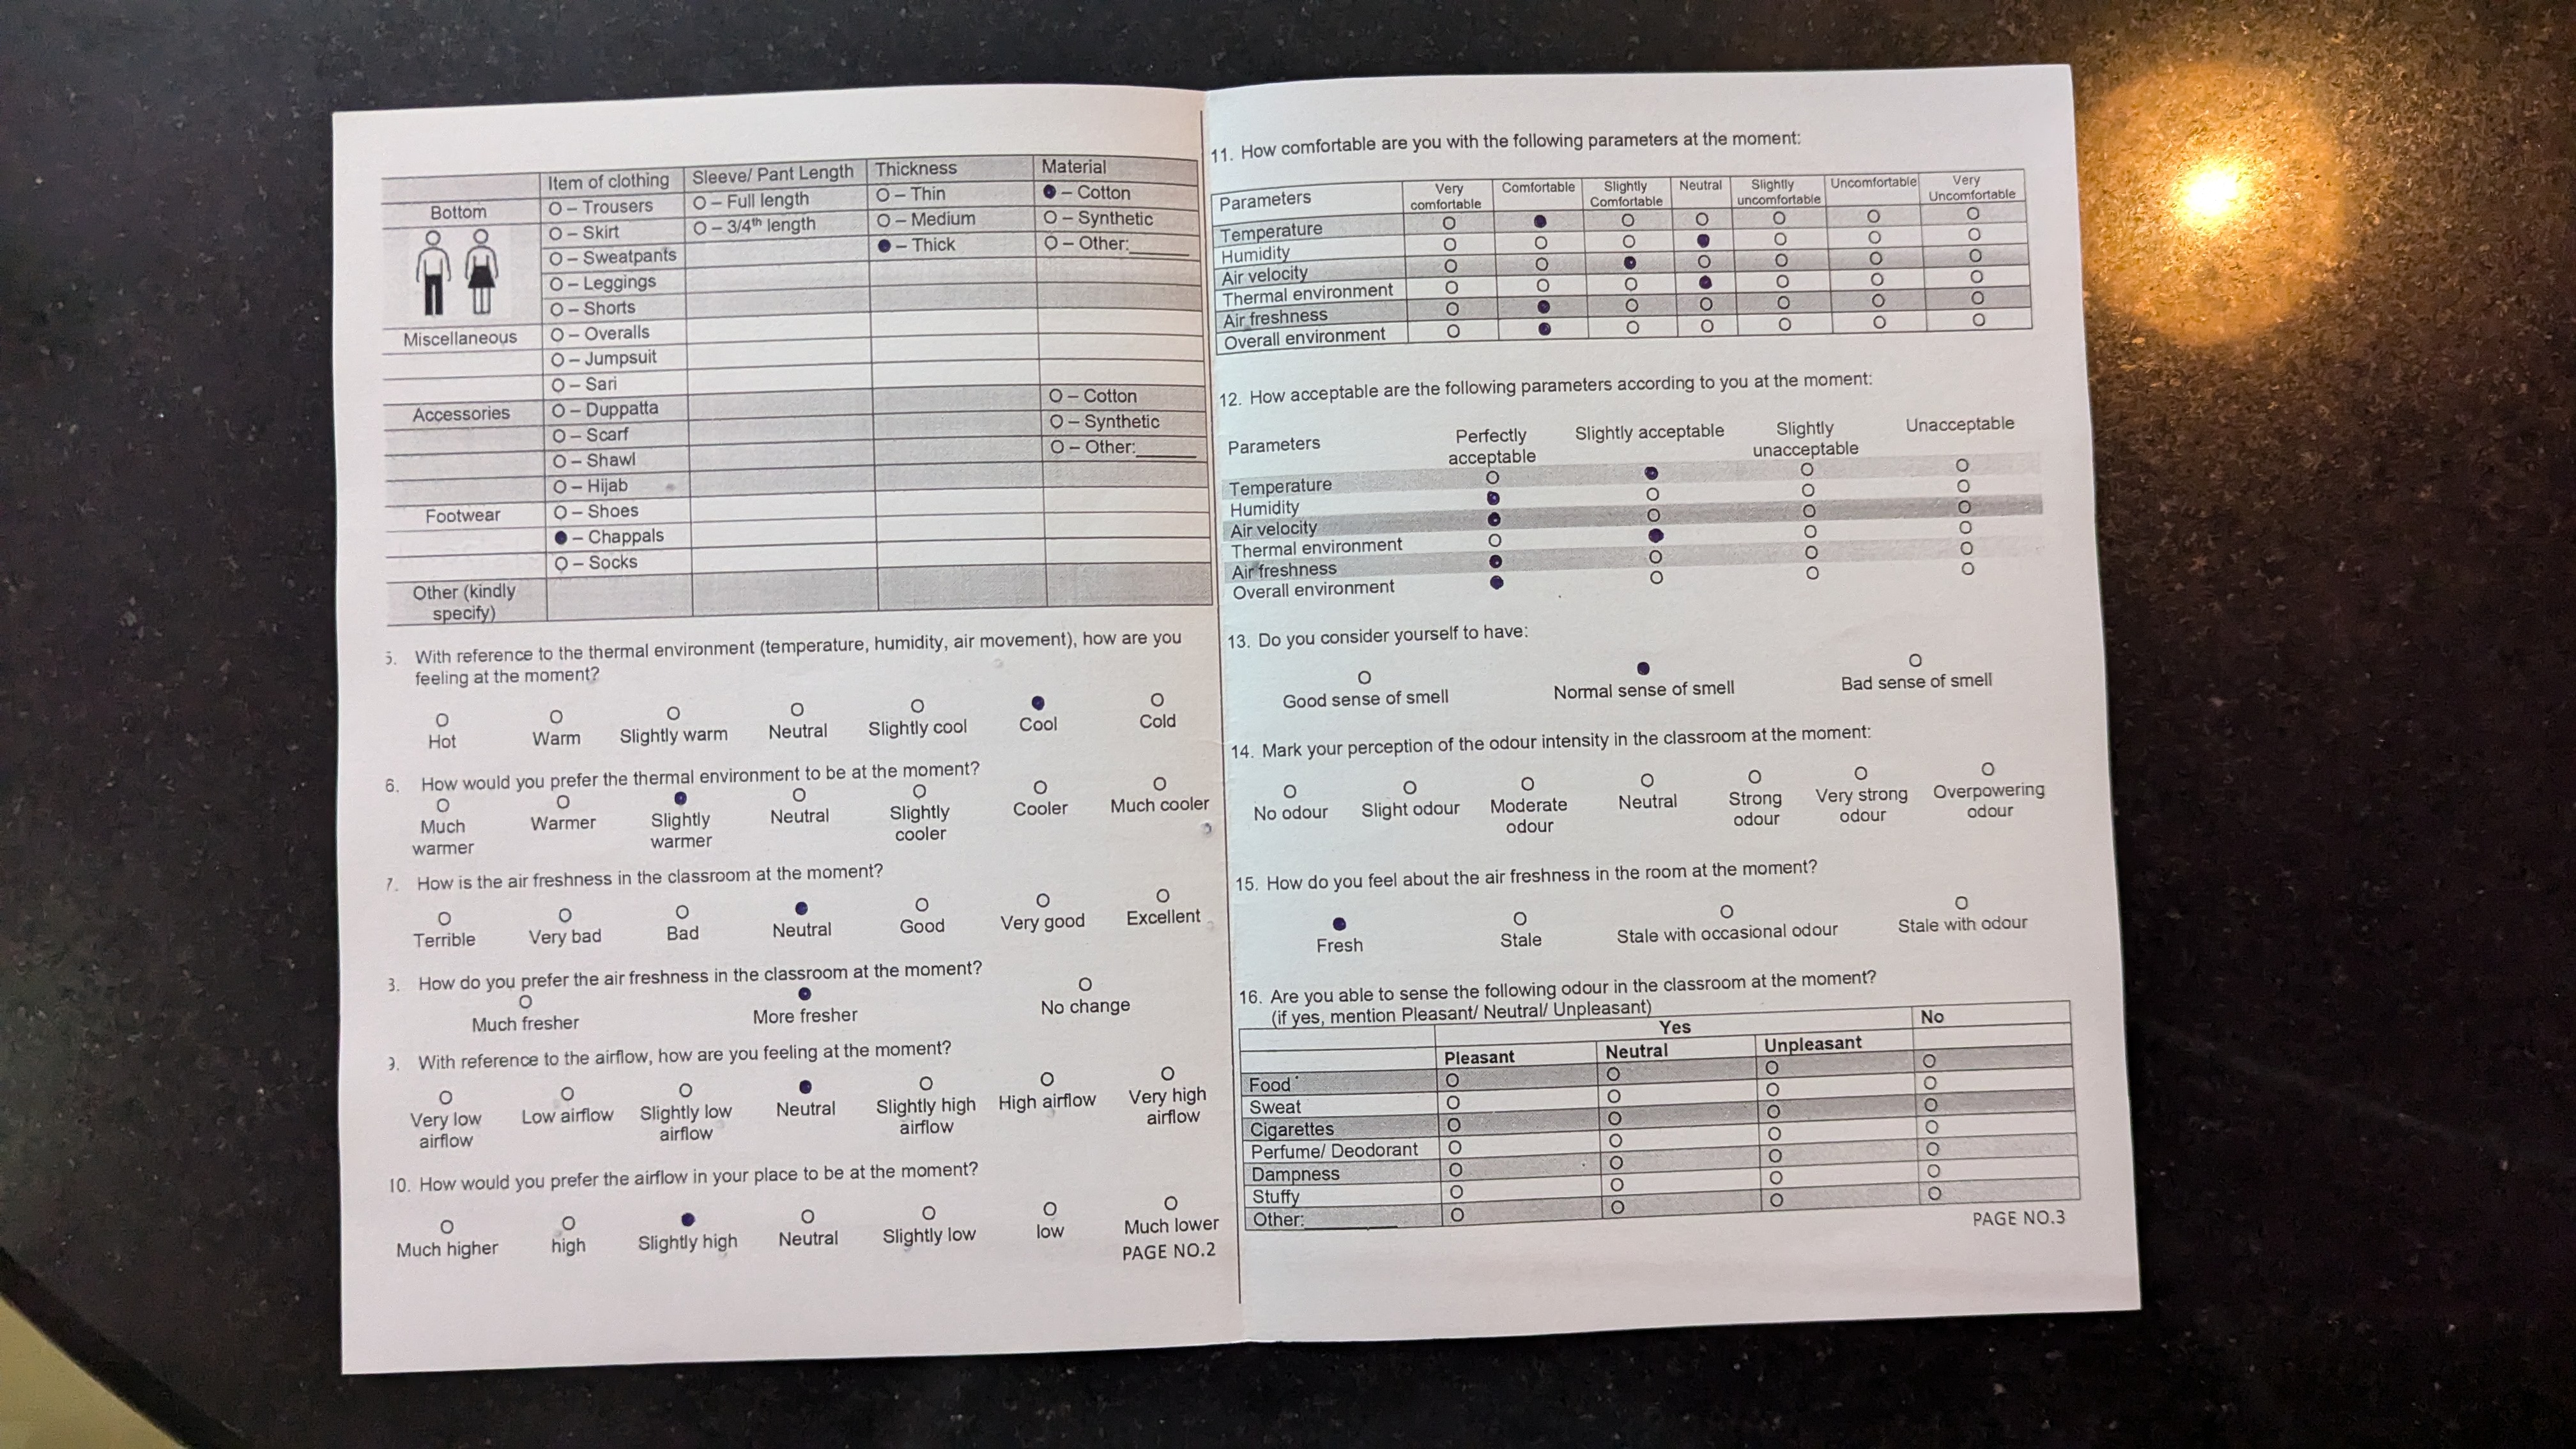 Item of clothing Sleeve/ Pant Length Thickness Material
Bottom O – Trousers O – Full length O – Thin ● – Cotton
O – Skirt O – 3/4th length O – Medium O – Synthetic
O – Sweatpants ● – Thick O – Other:______
O – Leggings
O – Shorts
Miscellaneous O – Overalls
O – Jumpsuit
O – Sari
Accessories O – Duppatta O – Cotton
O – Scarf O – Synthetic
O – Shawl O – Other:______
O – Hijab
Footwear O – Shoes
● – Chappals
O – Socks
Other (kindly
specify)
5. With reference to the thermal environment (temperature, humidity, air movement), how are you
feeling at the moment?
O O O O O ● O
Hot Warm Slightly warm Neutral Slightly cool Cool Cold
6. How would you prefer the thermal environment to be at the moment?
O O ● O O O O
Much Warmer Slightly Neutral Slightly Cooler Much cooler
warmer warmer cooler
7. How is the air freshness in the classroom at the moment?
O O O ● O O O
Terrible Very bad Bad Neutral Good Very good Excellent
How do you prefer the air freshness in the classroom at the moment?
O ● O
Much fresher More fresher No change
With reference to the airflow, how are you feeling at the moment?
O O O ● O O O
Very low Low airflow Slightly low Neutral Slightly high High airflow Very high
airflow airflow airflow airflow
10. How would you prefer the airflow in your place to be at the moment?
O O ● O O O O
Much higher high Slightly high Neutral Slightly low low Much lower
PAGE NO.2
11. How comfortable are you with the following parameters at the moment:
Parameters Very Comfortable Slightly Neutral Slightly Uncomfortable Very
comfortable Comfortable uncomfortable Uncomfortable
Temperature O ● O O O O O
Humidity O O O ● O O O
Air velocity O O ● O O O O
Thermal environment O O O ● O O O
Air freshness O ● O O O O O
Overall environment O ● O O O O O
12. How acceptable are the following parameters according to you at the moment:
Parameters Perfectly Slightly acceptable Slightly Unacceptable
acceptable unacceptable
Temperature O ● O O
Humidity ● O O O
Air velocity ● O O O
Thermal environment O ● O O
Air freshness ● O O O
Overall environment ● O O O
13. Do you consider yourself to have:
O ● O
Good sense of smell Normal sense of smell Bad sense of smell
14. Mark your perception of the odour intensity in the classroom at the moment:
O O O O O O O
No odour Slight odour Moderate Neutral Strong Very strong Overpowering
odour odour odour odour
15. How do you feel about the air freshness in the room at the moment?
● O O O
Fresh Stale Stale with occasional odour Stale with odour
16. Are you able to sense the following odour in the classroom at the moment?
(if yes, mention Pleasant/ Neutral/ Unpleasant)
Yes No
Pleasant Neutral Unpleasant
Food O O O O
Sweat O O O O
Cigarettes O O O O
Perfume/ Deodorant O O O O
Dampness O O O O
Stuffy O O O O
Other:________ O O O O
PAGE NO.3